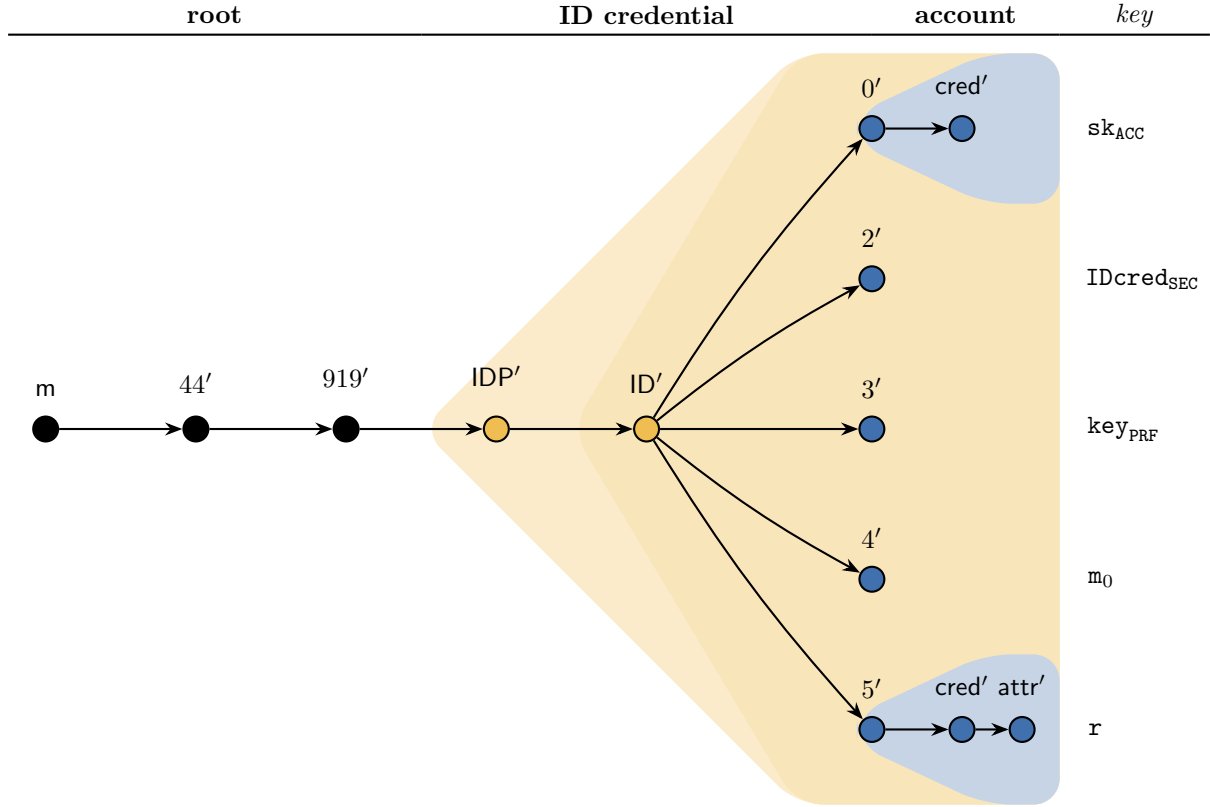 root ID credential account key
0′ cred′
sk_ACC
2′
IDcred_SEC
m 44′ 919′ IDP′ ID′ 3′
key_PRF
4′
m₀
5′ cred′ attr′
r